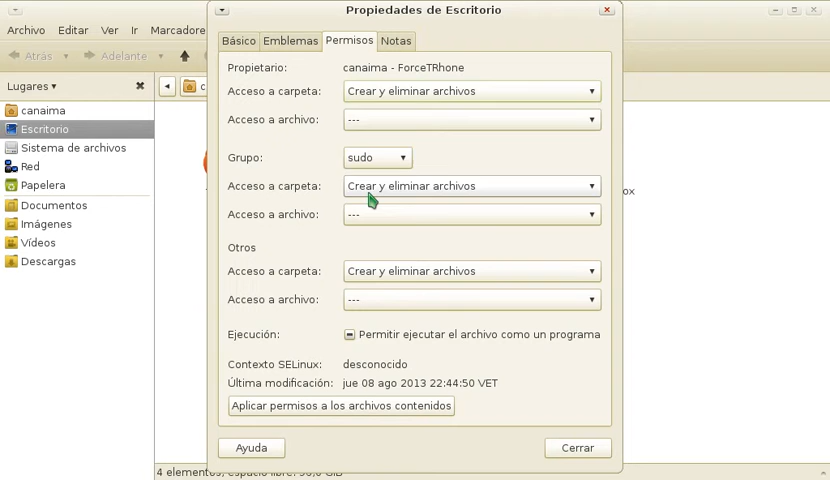 Propiedades de Escritorio
Archivo Editar Ver Ir Marcadore
Atrás Adelante
Lugares
canaima
Escritorio
Sistema de archivos
Red
Papelera
Documentos
Imágenes
Vídeos
Descargas
c
ox
Básico Emblemas Permisos Notas
Propietario: canaima - ForceTRhone
Acceso a carpeta: Crear y eliminar archivos
Acceso a archivo: ---
Grupo: sudo
Acceso a carpeta: Crear y eliminar archivos
Acceso a archivo: ---
Otros
Acceso a carpeta: Crear y eliminar archivos
Acceso a archivo: ---
Ejecución: Permitir ejecutar el archivo como un programa
Contexto SELinux: desconocido
Última modificación: jue 08 ago 2013 22:44:50 VET
Aplicar permisos a los archivos contenidos
Ayuda Cerrar
4 elementos, espacio libre: